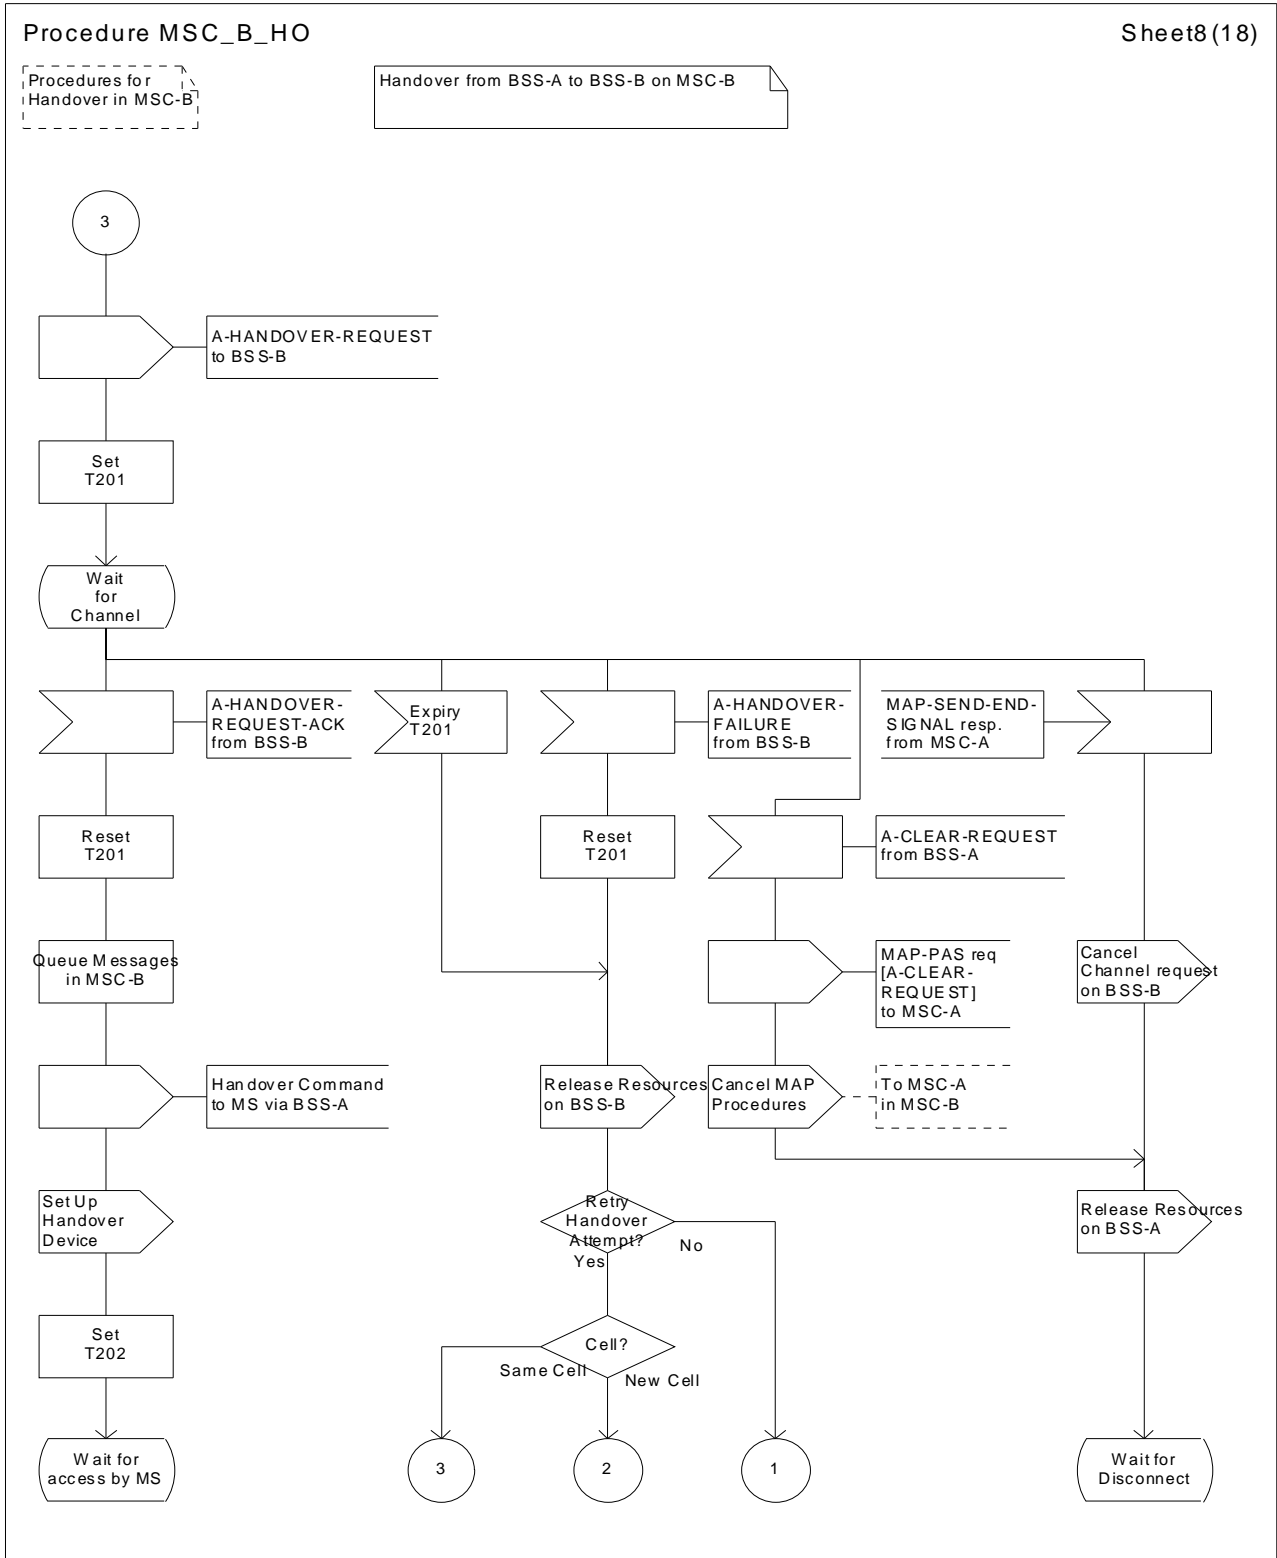 Procedure MSC_B_HO
Sheet8(18)
Procedures for
Handover in MSC-B
Handover from BSS-A to BSS-B on MSC-B
3
A-HANDOVER-REQUEST
to BSS-B
Set
T201
Wait
for
Channel
A-HANDOVER-
REQUEST-ACK
from BSS-B
Expiry
T201
A-HANDOVER-
FAILURE
from BSS-B
MAP-SEND-END-
SIGNAL resp.
from MSC-A
Reset
T201
Reset
T201
A-CLEAR-REQUEST
from BSS-A
Queue Messages
in MSC-B
MAP-PAS req
[A-CLEAR-
REQUEST]
to MSC-A
Cancel
Channel request
on BSS-B
Handover Command
to MS via BSS-A
Release Resources
on BSS-B
Cancel MAP
Procedures
To MSC-A
in MSC-B
Set Up
Handover
Device
Retry
Handover
Attempt?
Yes
No
Release Resources
on BSS-A
Set
T202
Cell?
Same Cell
New Cell
Wait for
access by MS
3
2
1
Wait for
Disconnect